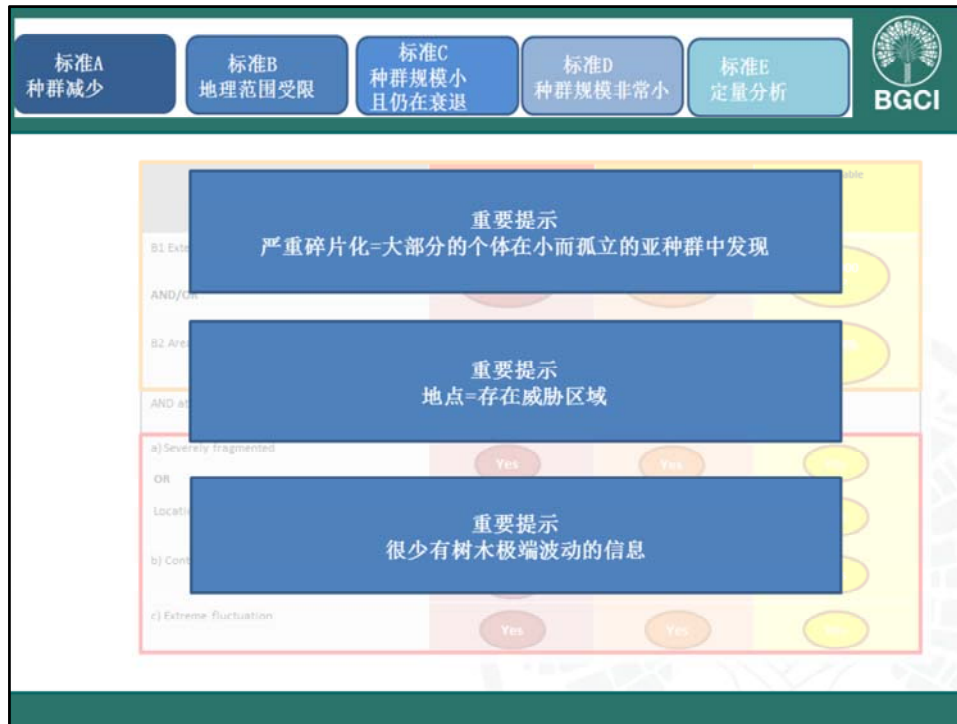 标准A
种群减少
标准B
地理范围受限
标准C
种群规模小
且仍在衰退
标准D
种群规模非常小
标准E
定量分析
BGCI
重要提示
严重碎片化=大部分的个体在小而孤立的亚种群中发现
B1
AND/OR
重要提示
地点=存在威胁区域
B2
AND
a) Severely fragmented
Yes
Yes
OR
重要提示
很少有树木极端波动的信息
b)
c) Extreme fluctuation
Yes
Yes